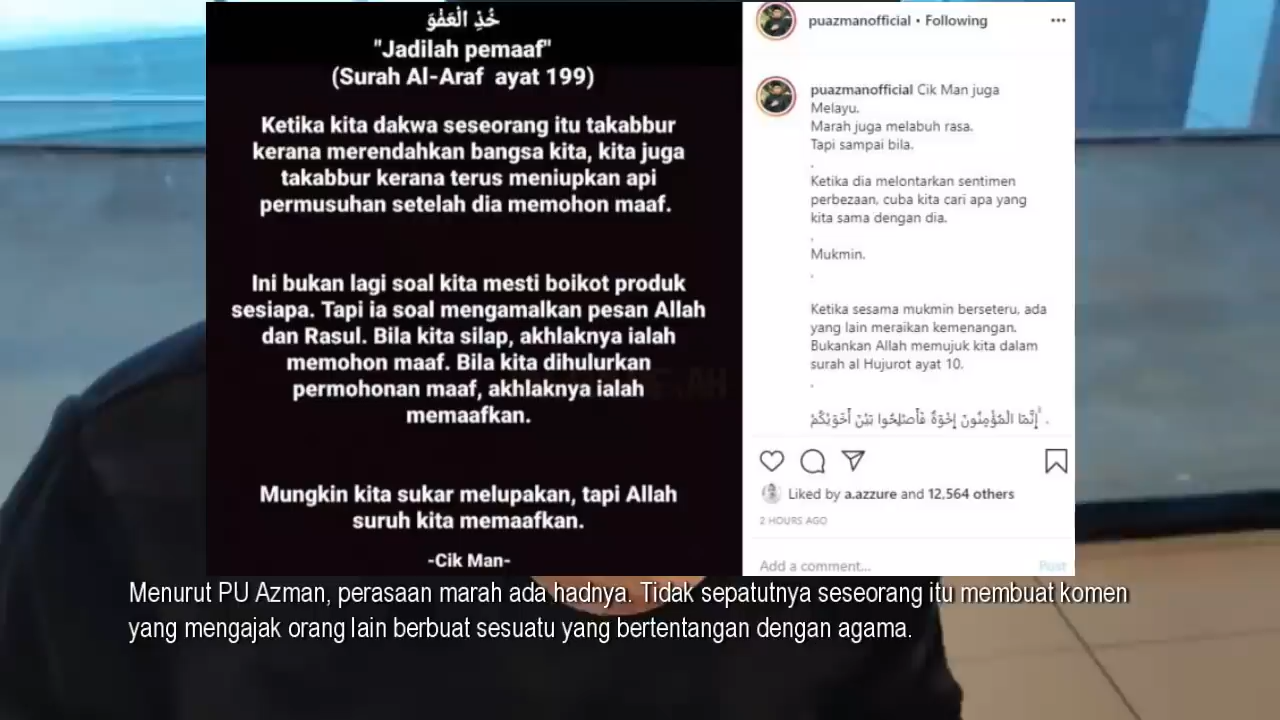 خُذِ الْعَفْوَ
"Jadilah pemaaf"
(Surah Al-Araf ayat 199)
Ketika kita dakwa seseorang itu takabbur
kerana merendahkan bangsa kita, kita juga
takabbur kerana terus meniupkan api
permusuhan setelah dia memohon maaf.
Ini bukan lagi soal kita mesti boikot produk
sesiapa. Tapi ia soal mengamalkan pesan Allah
dan Rasul. Bila kita silap, akhlaknya ialah
memohon maaf. Bila kita dihulurkan
permohonan maaf, akhlaknya ialah
memaafkan.
Mungkin kita sukar melupakan, tapi Allah
suruh kita memaafkan.
-Cik Man-
puazmanofficial • Following
puazmanofficial Cik Man juga
Melayu.
Marah juga melabuh rasa.
Tapi sampai bila.
.
Ketika dia melontarkan sentimen
perbezaan, cuba kita cari apa yang
kita sama dengan dia.
.
Mukmin.
.
Ketika sesama mukmin berseteru, ada
yang lain meraikan kemenangan.
Bukankan Allah memujuk kita dalam
surah al Hujurot ayat 10.
.
إِنَّمَا الْمُؤْمِنُونَ إِخْوَةٌ فَأَصْلِحُوا بَيْنَ أَخَوَيْكُمْ ۚ .
Liked by a.azzure and 12,564 others
2 HOURS AGO
Add a comment...
Post
Menurut PU Azman, perasaan marah ada hadnya. Tidak sepatutnya seseorang itu membuat komen
yang mengajak orang lain berbuat sesuatu yang bertentangan dengan agama.